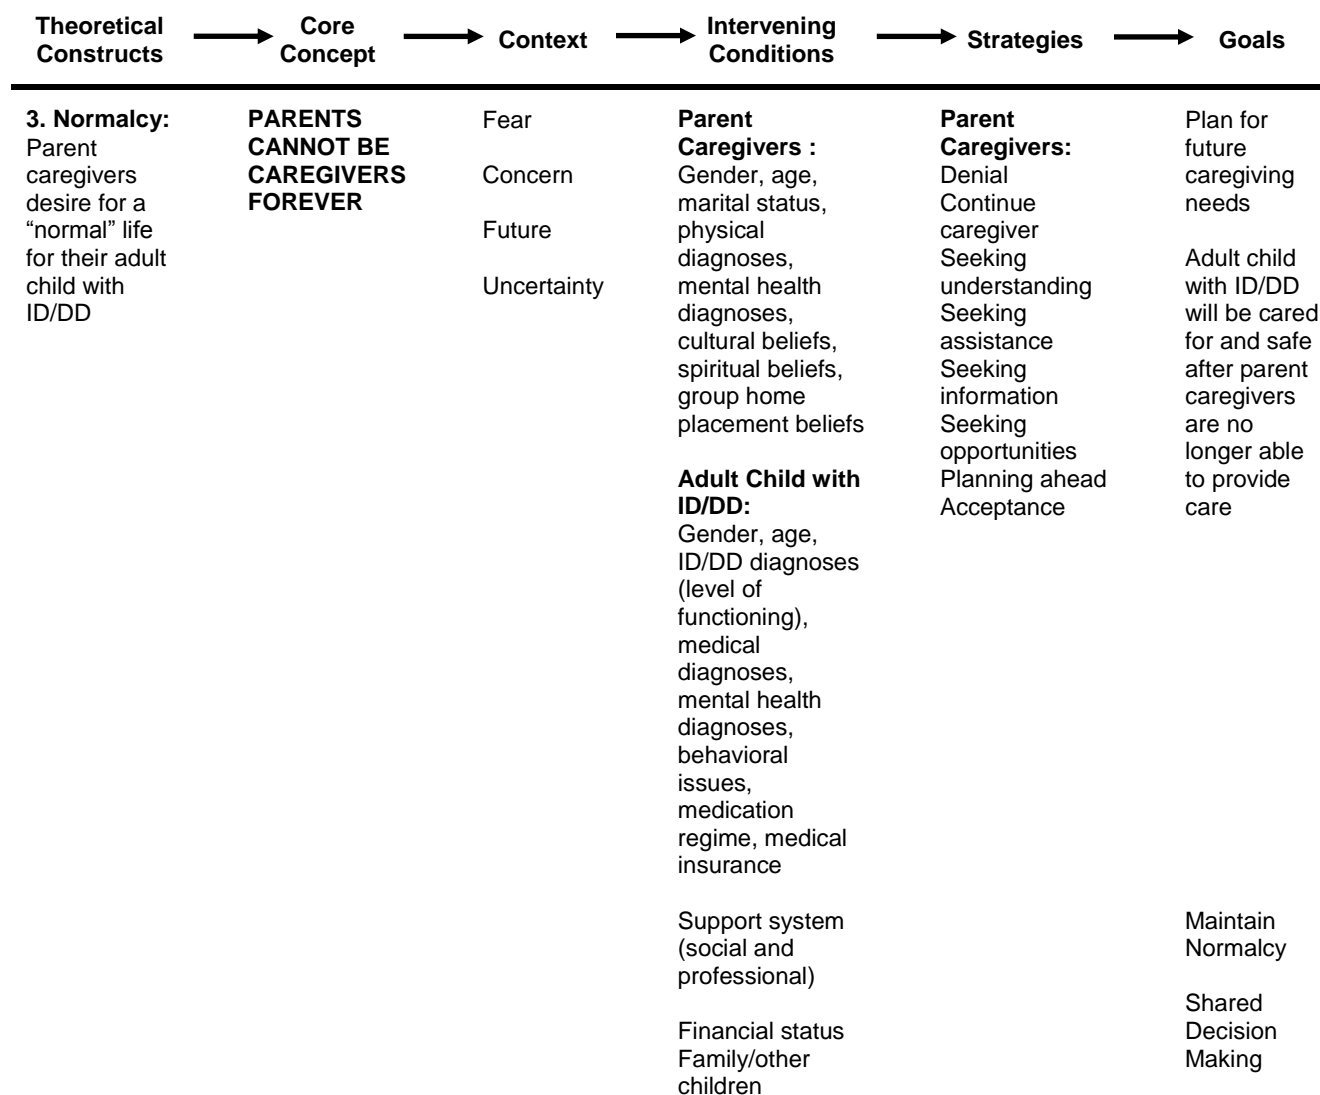 Theoretical
Constructs
Core
Concept
Context
Intervening
Conditions
Strategies
Goals
3. Normalcy:
Parent
caregivers
desire for a
“normal” life
for their adult
child with
ID/DD
PARENTS
CANNOT BE
CAREGIVERS
FOREVER
Fear
Concern
Future
Uncertainty
Parent
Caregivers :
Gender, age,
marital status,
physical
diagnoses,
mental health
diagnoses,
cultural beliefs,
spiritual beliefs,
group home
placement beliefs
Adult Child with
ID/DD:
Gender, age,
ID/DD diagnoses
(level of
functioning),
medical
diagnoses,
mental health
diagnoses,
behavioral
issues,
medication
regime, medical
insurance
Support system
(social and
professional)
Financial status
Family/other
children
Parent
Caregivers:
Denial
Continue
caregiver
Seeking
understanding
Seeking
assistance
Seeking
information
Seeking
opportunities
Planning ahead
Acceptance
Plan for
future
caregiving
needs
Adult child
with ID/DD
will be cared
for and safe
after parent
caregivers
are no
longer able
to provide
care
Maintain
Normalcy
Shared
Decision
Making